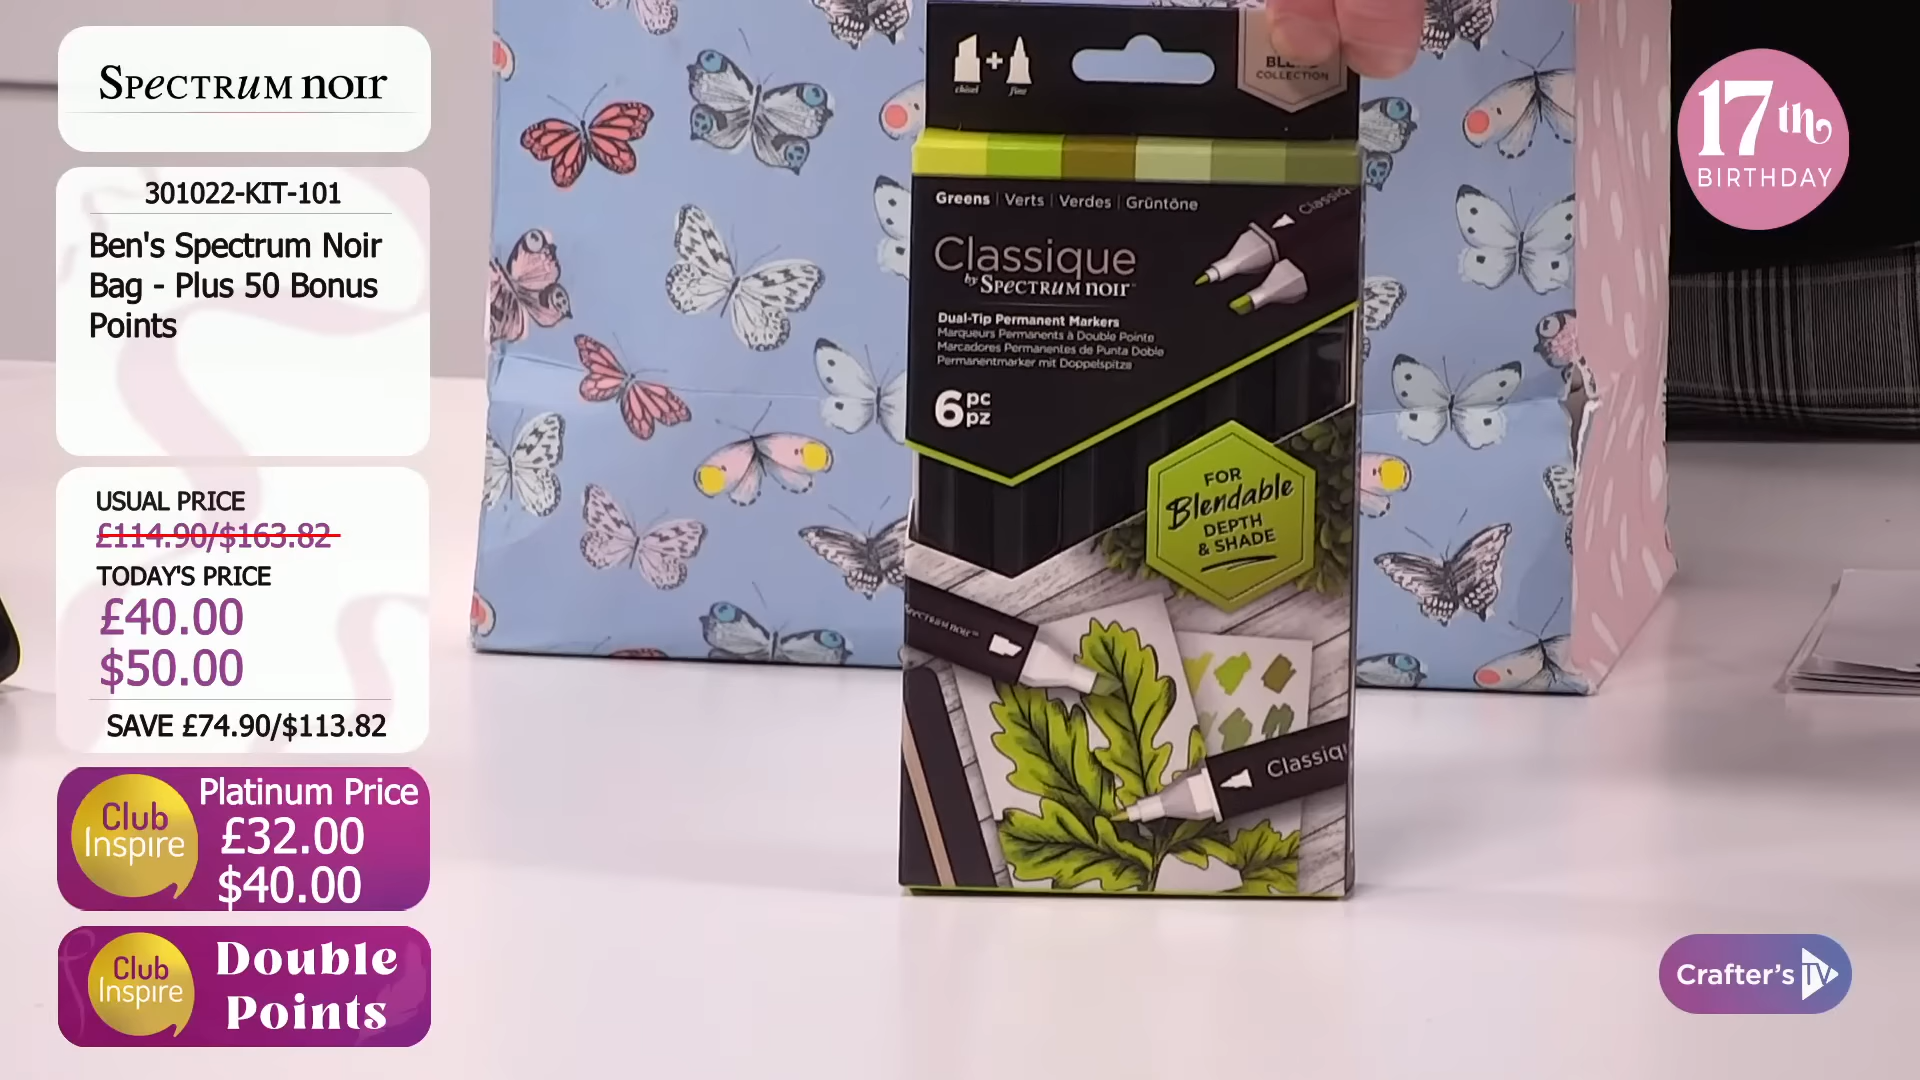 SPECTRUM NOIR
301022-KIT-101
Ben's Spectrum Noir
Bag - Plus 50 Bonus
Points
USUAL PRICE
£114.90/$163.82
TODAY'S PRICE
£40.00
$50.00
SAVE £74.90/$113.82
Club
Inspire
Platinum Price
£32.00
$40.00
Club
Inspire
Double
Points
chisel + fine
COLLECTION
Greens | Verts | Verdes | Grüntöne
Classique
by SPECTRUM NOIR
Dual-Tip Permanent Markers
Marqueurs Permanents à Double Pointe
Marcadores Permanentes de Punta Doble
Permanentmarker mit Doppelspitze
6 pc
pz
FOR
Blendable
DEPTH
& SHADE
SPECTRUM NOIR
17th
BIRTHDAY
Crafter's TV